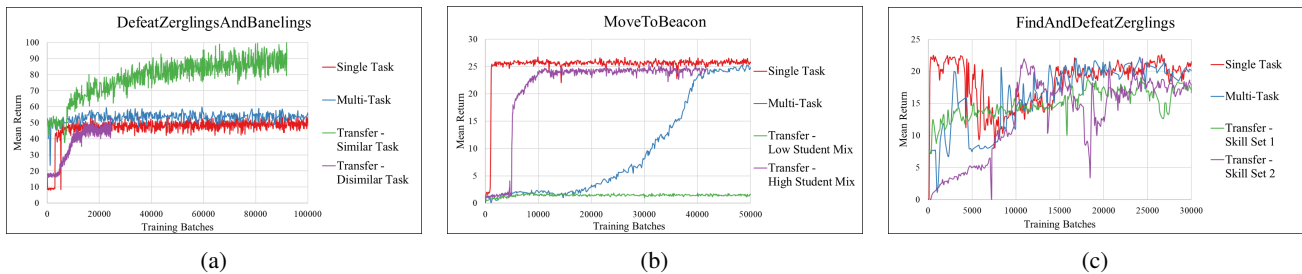 DefeatZerglingsAndBanelings
100
90
80
70
60
50
40
30
20
10
0
Mean Return
0 20000 40000 60000 80000 100000
Training Batches
Single Task
Multi-Task
Transfer -
Similar Task
Transfer -
Disimilar Task
(a)
MoveToBeacon
30
25
20
15
10
5
0
Mean Return
0 10000 20000 30000 40000 50000
Training Batches
Single Task
Multi-Task
Transfer -
Low Student Mix
Transfer -
High Student Mix
(b)
FindAndDefeatZerglings
25
20
15
10
5
0
Mean Return
0 5000 10000 15000 20000 25000 30000
Training Batches
Single Task
Multi-Task
Transfer -
Skill Set 1
Transfer -
Skill Set 2
(c)